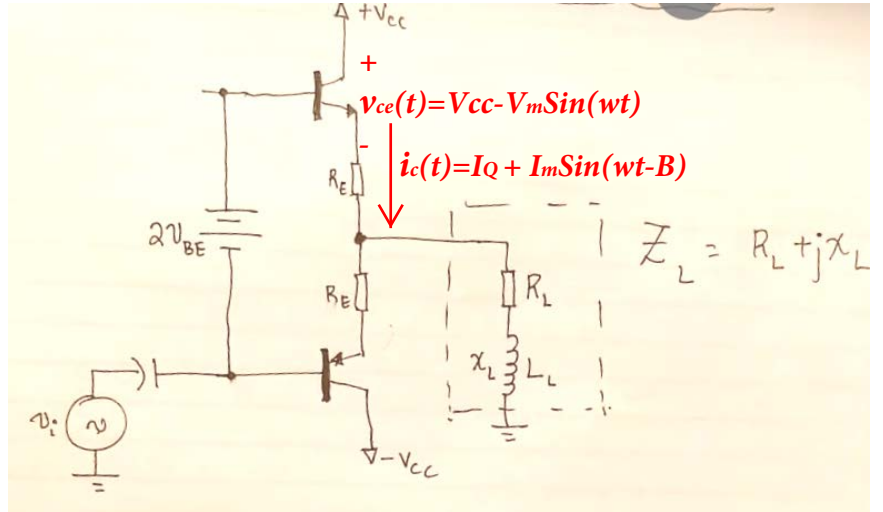 +Vcc
+
vce(t)=Vcc-VmSin(wt)
-
ic(t)=IQ + ImSin(wt-B)
RE
2VBE
Z L = RL + jxL
RE
RL
xL LL
vi
-Vcc